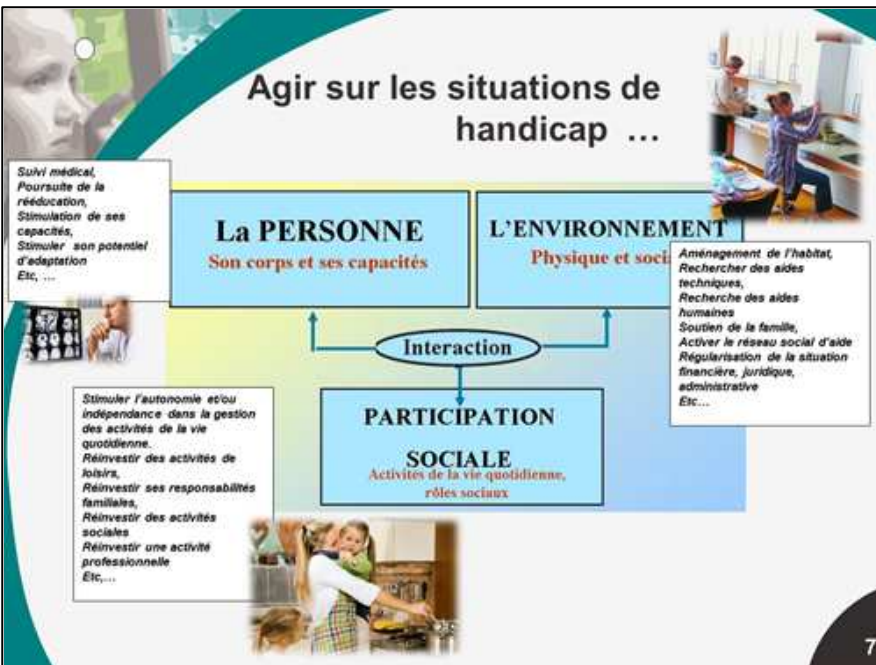 Agir sur les situations de
handicap ...
Suivi médical,
Poursuite de la
rééducation,
Stimulation de ses
capacités,
Stimuler son potentiel
d'adaptation
Etc, ...
La PERSONNE
Son corps et ses capacités
L'ENVIRONNEMENT
Physique et socia
Aménagement de l'habitat,
Rechercher des aides
techniques,
Recherche des aides
humaines
Soutien de la famille,
Activer le réseau social d'aide
Régularisation de la situation
financière, juridique,
administrative
Etc...
Interaction
PARTICIPATION
SOCIALE
Activités de la vie quotidienne,
rôles sociaux
Stimuler l'autonomie et/ou
indépendance dans la gestion
des activités de la vie
quotidienne.
Réinvestir des activités de
loisirs,
Réinvestir ses responsabilités
familiales,
Réinvestir des activités
sociales
Réinvestir une activité
professionnelle
Etc,...
7